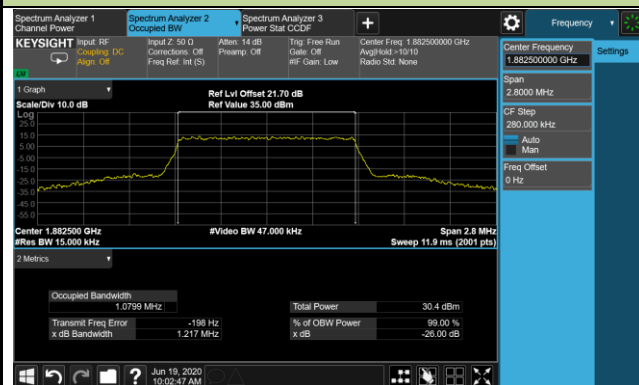 Spectrum Analyzer 1
Channel Power
Spectrum Analyzer 2
Occupied BW
Spectrum Analyzer 3
Power Stat CCDF
+
Frequency
KEYSIGHT
Input: RF
Coupling: DC
Align: Off
Input Z: 50 Ω
Corrections: Off
Freq Ref: Int (S)
Atten: 14 dB
Preamp: Off
Trig: Free Run
Gate: Off
#IF Gain: Low
Center Freq: 1.882500000 GHz
Avg|Hold:>10/10
Radio Std: None
LXI
Center Frequency
1.882500000 GHz
Settings
Span
2.8000 MHz
CF Step
280.000 kHz
Auto
Man
Freq Offset
0 Hz
1 Graph
Scale/Div 10.0 dB
Ref Lvl Offset 21.70 dB
Ref Value 35.00 dBm
Log
25.0
15.0
5.00
-5.00
-15.0
-25.0
-35.0
-45.0
-55.0
Center 1.882500 GHz
#Res BW 15.000 kHz
#Video BW 47.000 kHz
Span 2.8 MHz
Sweep 11.9 ms (2001 pts)
2 Metrics
Occupied Bandwidth
1.0799 MHz
Total Power 30.4 dBm
Transmit Freq Error -198 Hz
% of OBW Power 99.00 %
x dB Bandwidth 1.217 MHz
x dB -26.00 dB
?
Jun 19, 2020
10:02:47 AM